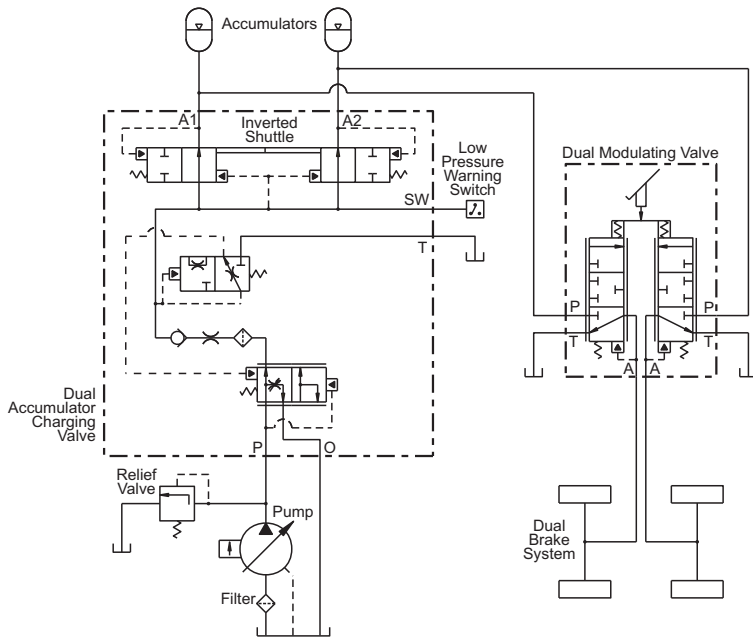 Accumulators
A1
Inverted
Shuttle
A2
Low
Pressure
Warning
Switch
SW
T
Dual Modulating Valve
P
T
P
T
A
A
Dual
Accumulator
Charging
Valve
P
O
Relief
Valve
Pump
Filter
Dual
Brake
System